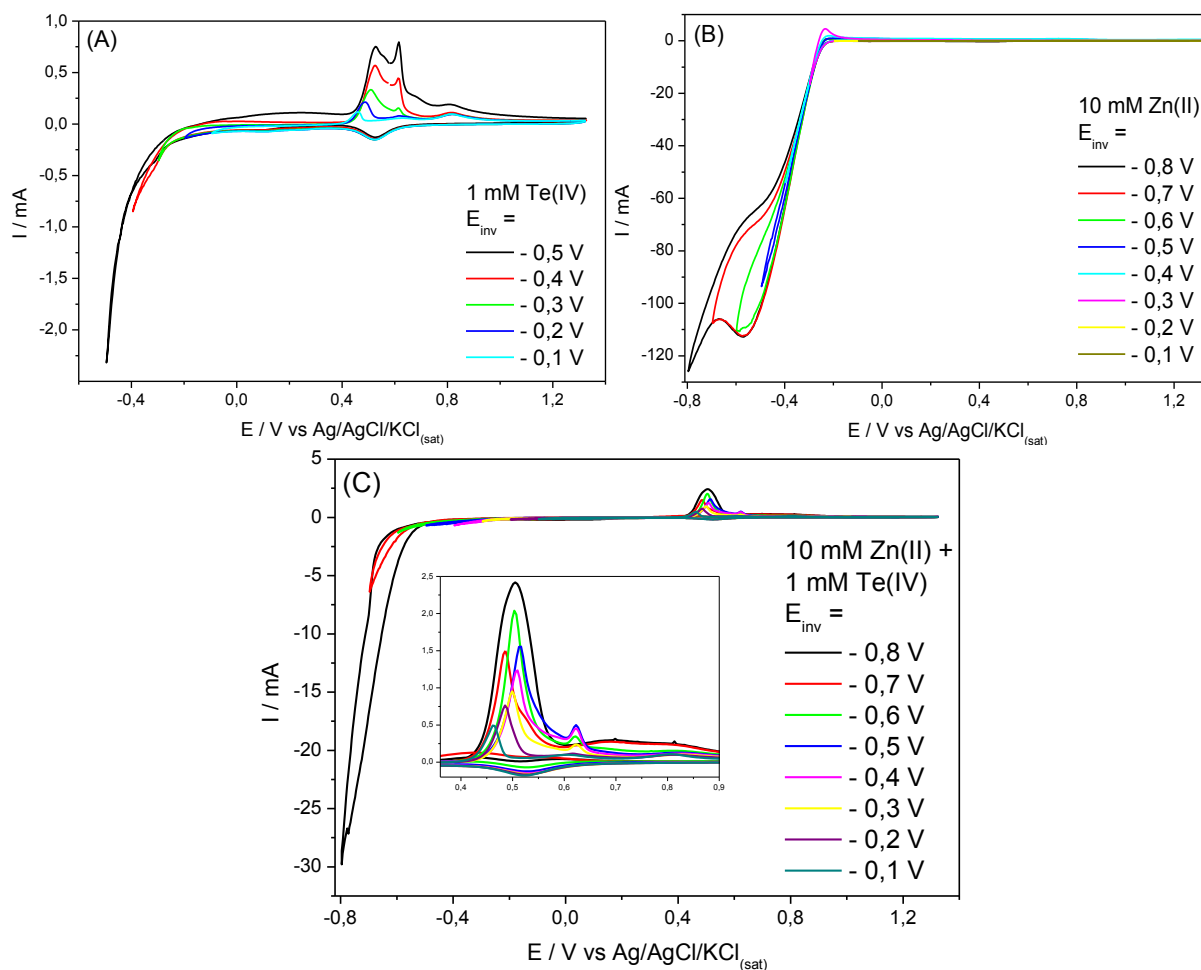 (A)
I / mA
0,5
0,0
-0,5
-1,0
-1,5
-2,0
-0,4
0,0
0,4
0,8
1,2
E / V vs Ag/AgCl/KCl(sat)
1 mM Te(IV)
Einv =
- 0,5 V
- 0,4 V
- 0,3 V
- 0,2 V
- 0,1 V
(B)
I / mA
0
-20
-40
-60
-80
-100
-120
-0.8
-0.4
0.0
0.4
0.8
1.2
E / V vs Ag/AgCl/KCl(sat)
10 mM Zn(II)
Einv =
- 0,8 V
- 0,7 V
- 0,6 V
- 0,5 V
- 0,4 V
- 0,3 V
- 0,2 V
- 0,1 V
(C)
I / mA
5
0
-5
-10
-15
-20
-25
-30
-0,8
-0,4
0,0
0,4
0,8
1,2
E / V vs Ag/AgCl/KCl(sat)
2,5
2,0
1,5
1,0
0,5
0,0
0,4
0,5
0,6
0,7
0,8
0,9
10 mM Zn(II) +
1 mM Te(IV)
Einv =
- 0,8 V
- 0,7 V
- 0,6 V
- 0,5 V
- 0,4 V
- 0,3 V
- 0,2 V
- 0,1 V